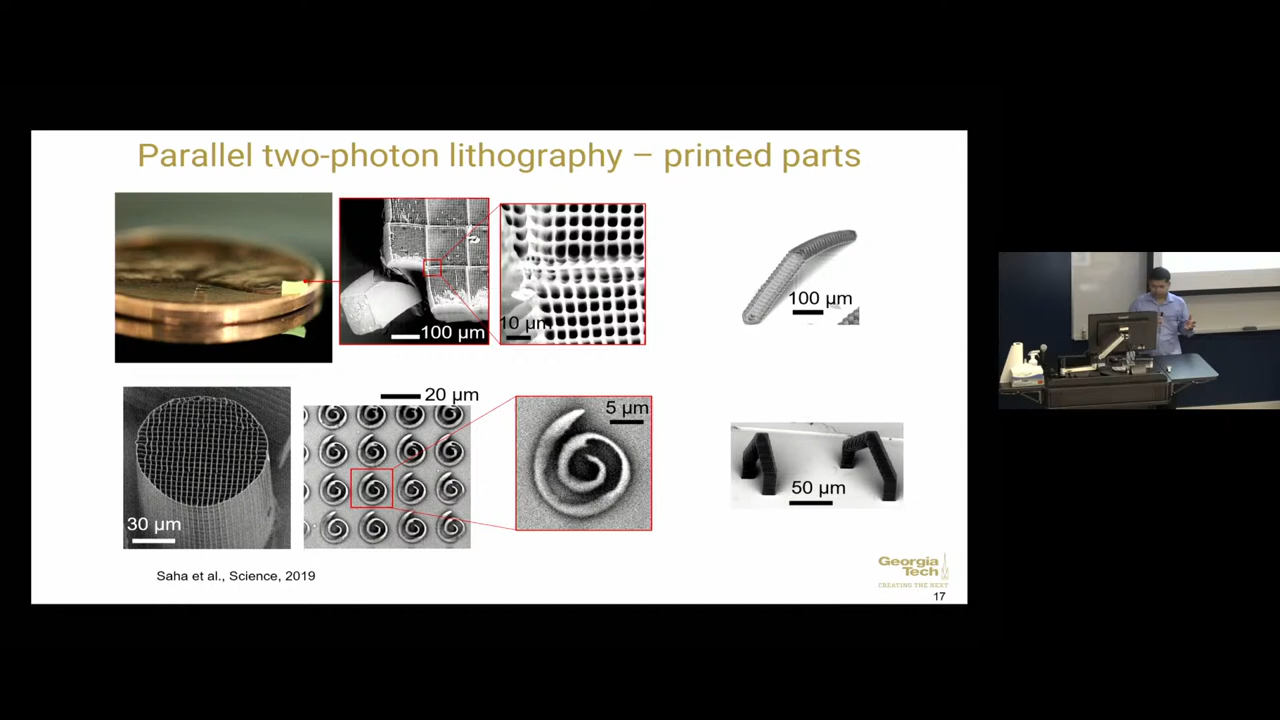 Parallel two-photon lithography – printed parts
100 µm
10 µm
100 µm
20 µm
5 µm
30 µm
50 µm
Saha et al., Science, 2019
Georgia
Tech
CREATING THE NEXT
17